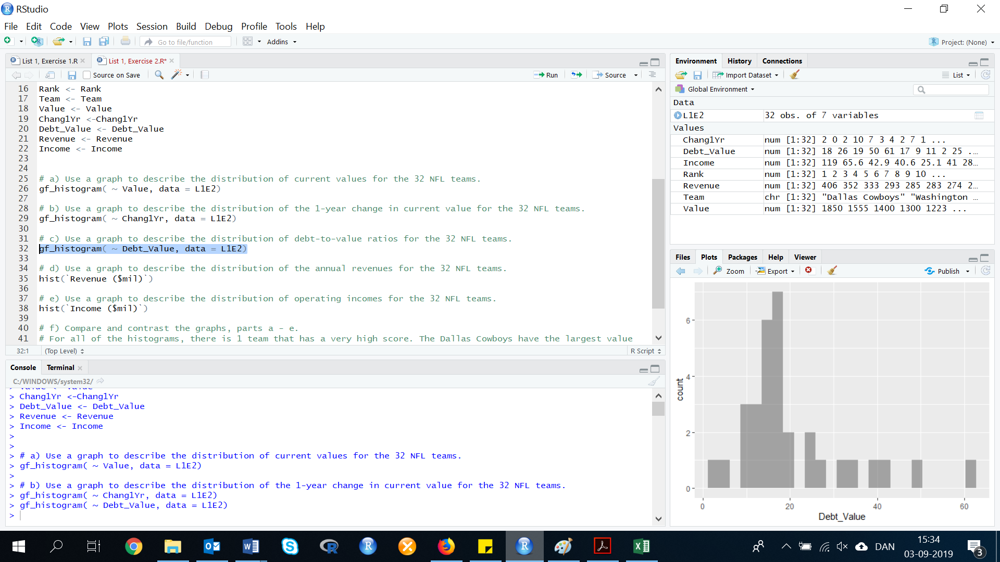 RStudio
File Edit Code View Plots Session Build Debug Profile Tools Help
Go to file/function Addins Project: (None)
List 1, Exercise 1.R List 1, Exercise 2.R*
Source on Save Run Source
16 Rank <- Rank
17 Team <- Team
18 Value <- Value
19 Chang1Yr <-Chang1Yr
20 Debt_Value <- Debt_Value
21 Revenue <- Revenue
22 Income <- Income
23
24
25 # a) Use a graph to describe the distribution of current values for the 32 NFL teams.
26 gf_histogram( ~ Value, data = L1E2)
27
28 # b) Use a graph to describe the distribution of the 1-year change in current value for the 32 NFL teams.
29 gf_histogram( ~ Chang1Yr, data = L1E2)
30
31 # c) Use a graph to describe the distribution of debt-to-value ratios for the 32 NFL teams.
32 gf_histogram( ~ Debt_Value, data = L1E2)
33
34 # d) Use a graph to describe the distribution of the annual revenues for the 32 NFL teams.
35 hist(`Revenue ($mil)`)
36
37 # e) Use a graph to describe the distribution of operating incomes for the 32 NFL teams.
38 hist(`Income ($mil)`)
39
40 # f) Compare and contrast the graphs, parts a - e.
41 # For all of the histograms, there is 1 team that has a very high score. The Dallas Cowboys have the largest value
32:1 (Top Level) R Script
Console Terminal
C:/WINDOWS/system32/
> Value <- Value
> Chang1Yr <-Chang1Yr
> Debt_Value <- Debt_Value
> Revenue <- Revenue
> Income <- Income
>
>
> # a) Use a graph to describe the distribution of current values for the 32 NFL teams.
> gf_histogram( ~ Value, data = L1E2)
>
> # b) Use a graph to describe the distribution of the 1-year change in current value for the 32 NFL teams.
> gf_histogram( ~ Chang1Yr, data = L1E2)
> gf_histogram( ~ Debt_Value, data = L1E2)
>
Environment History Connections
Import Dataset List
Global Environment
Data
L1E2 32 obs. of 7 variables
Values
Chang1Yr num [1:32] 2 0 2 10 7 3 4 2 7 1 ...
Debt_Value num [1:32] 18 26 19 50 61 17 9 11 2 25 ...
Income num [1:32] 119 65.6 42.9 40.6 25.1 41 28...
Rank num [1:32] 1 2 3 4 5 6 7 8 9 10 ...
Revenue num [1:32] 406 352 333 293 285 283 274 2...
Team chr [1:32] "Dallas Cowboys" "Washington ...
Value num [1:32] 1850 1555 1400 1300 1223 ...
Files Plots Packages Help Viewer
Zoom Export Publish
6
4
2
0
count
0 20 40 60
Debt_Value
DAN
15:34
03-09-2019
3